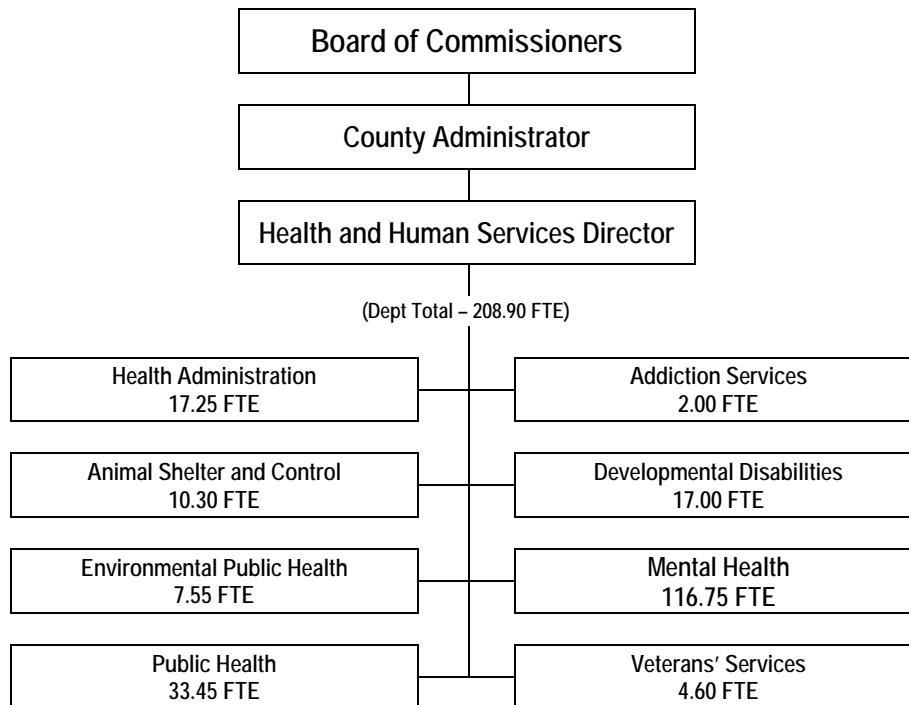 Board of Commissioners
County Administrator
Health and Human Services Director
(Dept Total – 208.90 FTE)
Health Administration
17.25 FTE
Addiction Services
2.00 FTE
Animal Shelter and Control
10.30 FTE
Developmental Disabilities
17.00 FTE
Environmental Public Health
7.55 FTE
Mental Health
116.75 FTE
Public Health
33.45 FTE
Veterans’ Services
4.60 FTE